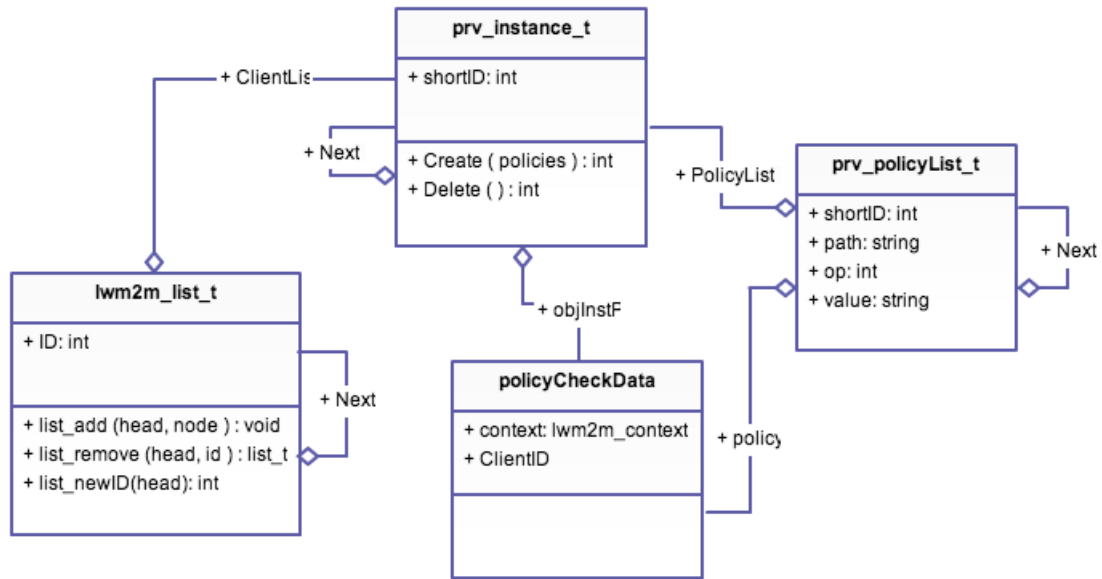 prv_instance_t
+ shortID: int
+ Create ( policies ) : int
+ Delete ( ) : int
+ ClientLis
+ Next
+ PolicyList
prv_policyList_t
+ shortID: int
+ path: string
+ op: int
+ value: string
+ Next
lwm2m_list_t
+ ID: int
+ list_add (head, node ) : void
+ list_remove (head, id ) : list_t
+ list_newID(head): int
+ Next
+ objInstF
policyCheckData
+ context: lwm2m_context
+ ClientID
+ policy